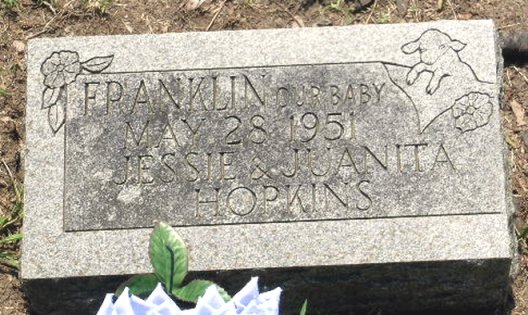 FRANKLIN OUR BABY
MAY 28 1951
JESSIE & JUANITA
HOPKINS